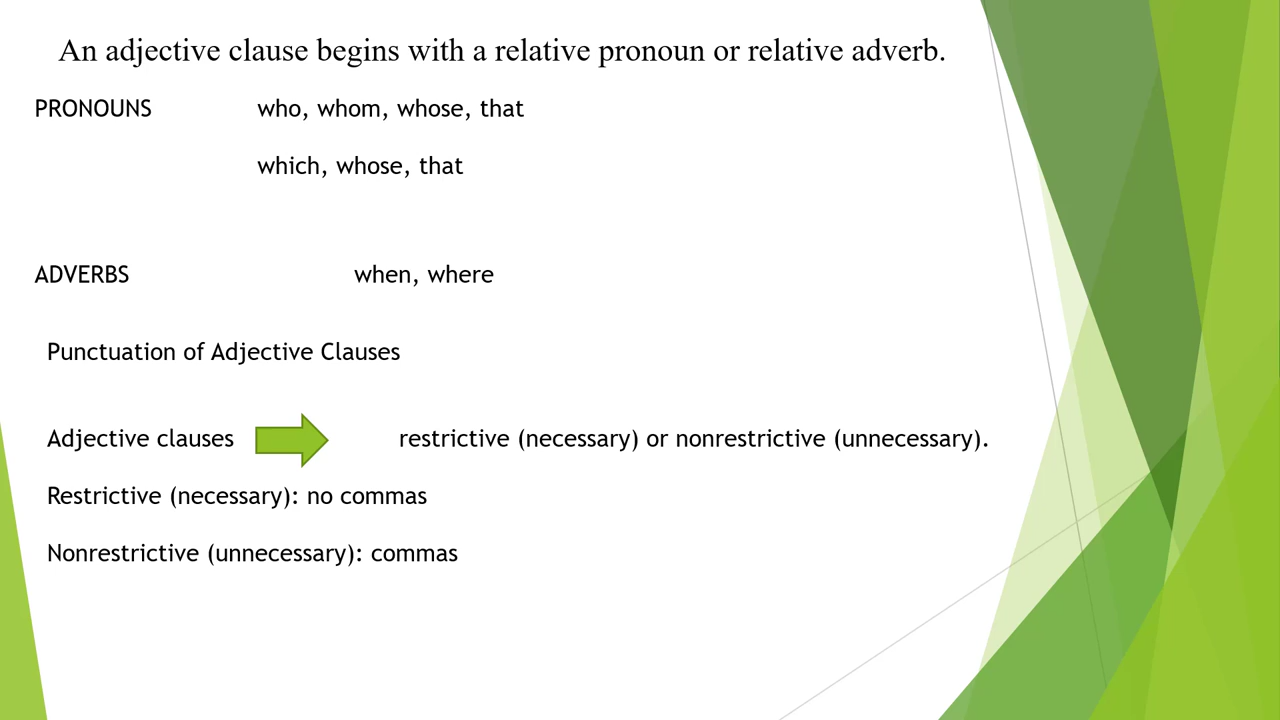 An adjective clause begins with a relative pronoun or relative adverb.
PRONOUNS who, whom, whose, that
which, whose, that
ADVERBS when, where
Punctuation of Adjective Clauses
Adjective clauses restrictive (necessary) or nonrestrictive (unnecessary).
Restrictive (necessary): no commas
Nonrestrictive (unnecessary): commas